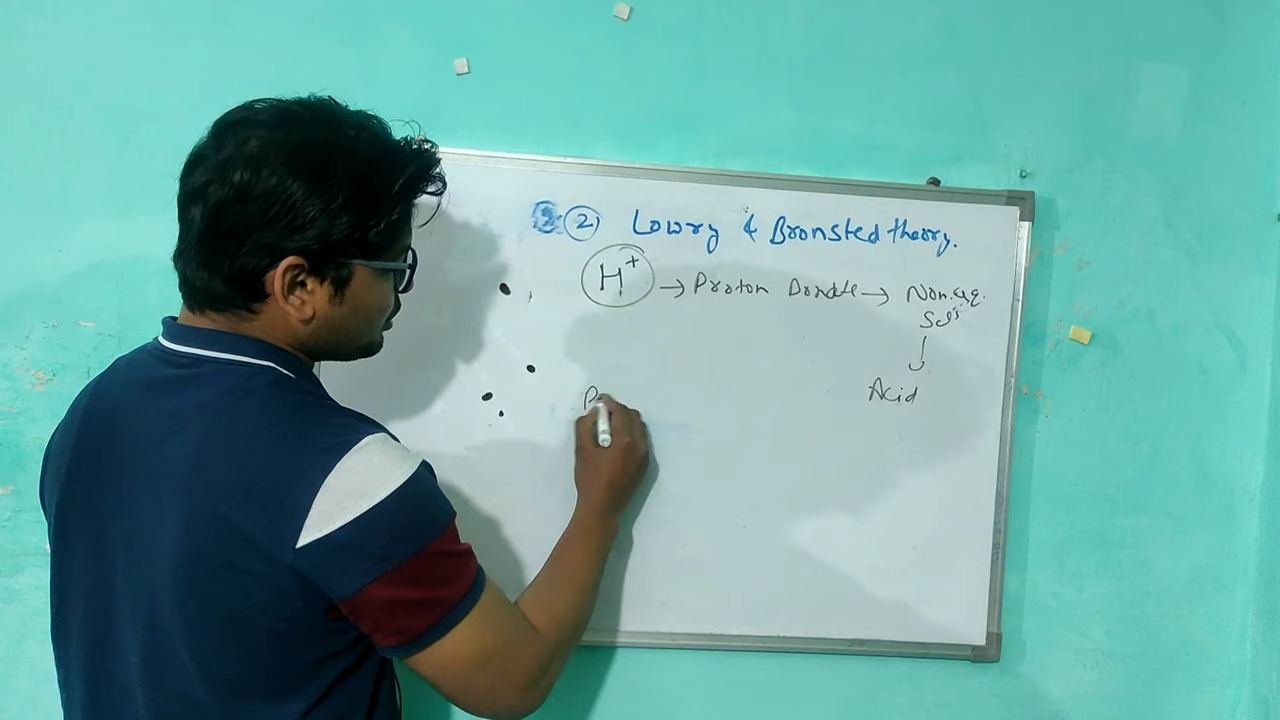 ② Lowry & Bronsted theory.
H⁺ → Proton Donate → Non. aq.
Sol^n
↓
Acid
P